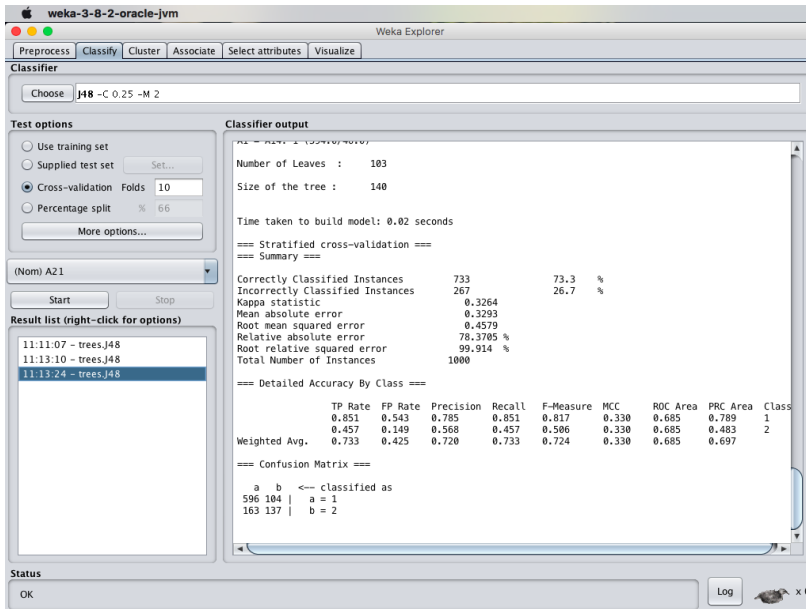 weka-3-8-2-oracle-jvm
Weka Explorer
Preprocess Classify Cluster Associate Select attributes Visualize
Classifier
Choose J48 -C 0.25 -M 2
Test options
Use training set
Supplied test set Set...
Cross-validation Folds 10
Percentage split % 66
More options...
(Nom) A21
Start Stop
Result list (right-click for options)
11:11:07 - trees.J48
11:13:10 - trees.J48
11:13:24 - trees.J48
Classifier output
Number of Leaves : 103
Size of the tree : 140
Time taken to build model: 0.02 seconds
=== Stratified cross-validation ===
=== Summary ===
Correctly Classified Instances 733 73.3 %
Incorrectly Classified Instances 267 26.7 %
Kappa statistic 0.3264
Mean absolute error 0.3293
Root mean squared error 0.4579
Relative absolute error 78.3705 %
Root relative squared error 99.914 %
Total Number of Instances 1000
=== Detailed Accuracy By Class ===
TP Rate FP Rate Precision Recall F-Measure MCC ROC Area PRC Area Class
0.851 0.543 0.785 0.851 0.817 0.330 0.685 0.789 1
0.457 0.149 0.568 0.457 0.506 0.330 0.685 0.483 2
Weighted Avg. 0.733 0.425 0.720 0.733 0.724 0.330 0.685 0.697
=== Confusion Matrix ===
a b <-- classified as
596 104 | a = 1
163 137 | b = 2
Status
OK
Log
x